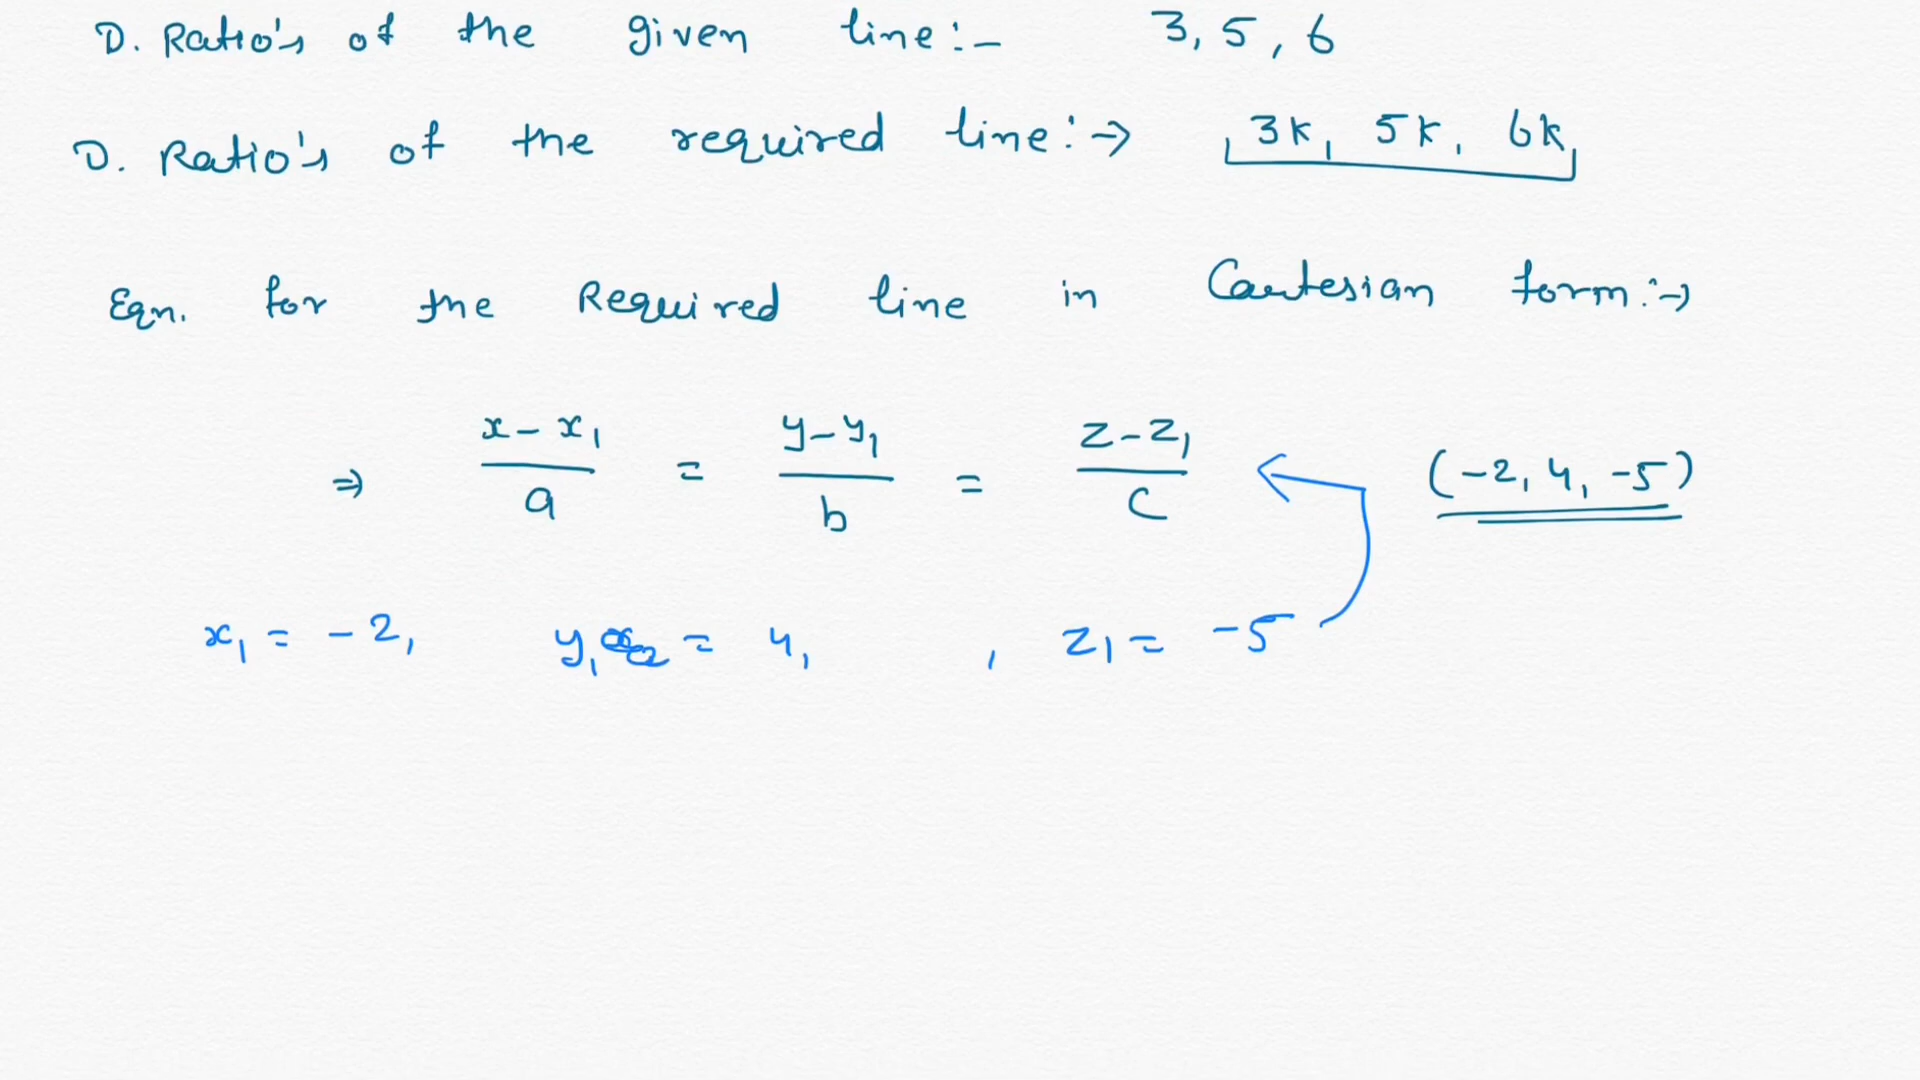 D. Ratio's of the given line:- 3, 5, 6
D. Ratio's of the required line:→ 3k, 5k, 6k,
Eqn. for the Required line in Cartesian form:→
⇒ x-x₁/a = y-y₁/b = z-z₁/c (-2, 4, -5)
x₁ = -2, y₁ = 4, , z₁ = -5